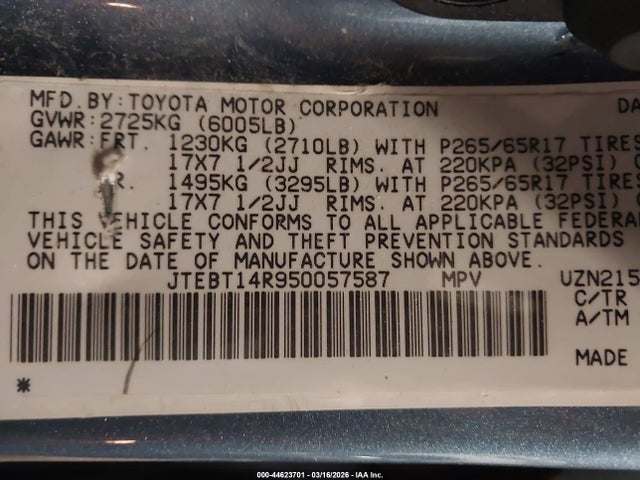 MFD.BY:TOYOTA MOTOR CORPORATION DA
GVWR:2725KG (6005LB)
GAWR:FRT. 1230KG (2710LB) WITH P265/65R17 TIRES
17X7 1/2JJ RIMS. AT 220KPA (32PSI) C
R. 1495KG (3295LB) WITH P265/65R17 TIRES
17X7 1/2JJ RIMS. AT 220KPA (32PSI) C
THIS VEHICLE CONFORMS TO ALL APPLICABLE FEDERA
VEHICLE SAFETY AND THEFT PREVENTION STANDARDS
ON THE DATE OF MANUFACTURE SHOWN ABOVE.
JTEBT14R950057587 MPV UZN215
C/TR
A/TM
MADE
*
000-44623701 - 03/16/2026 - IAA Inc.